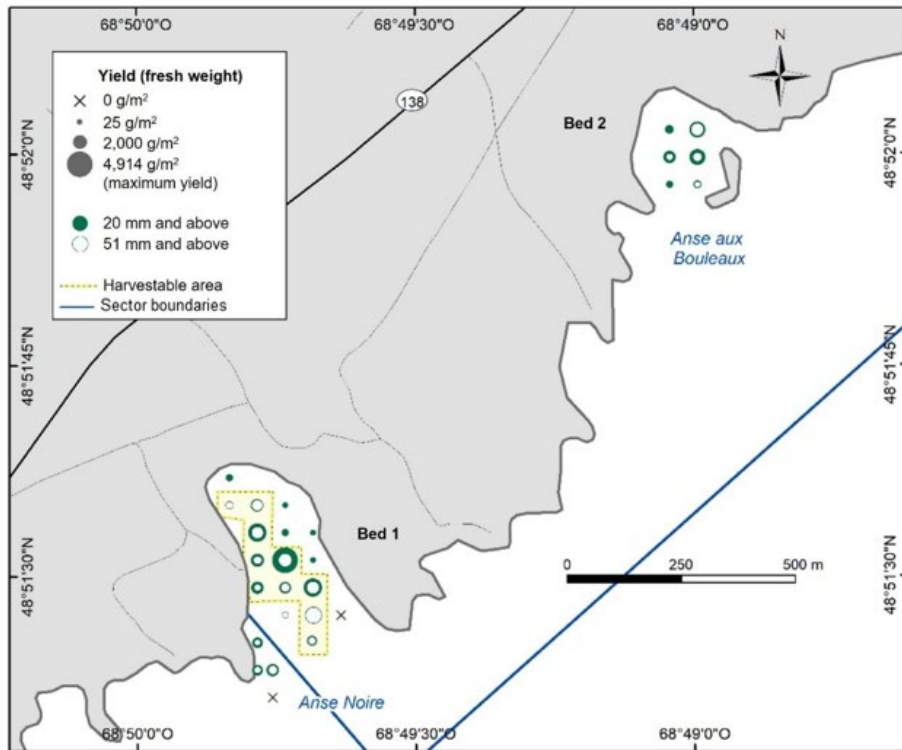 68°50'0"O
68°49'30"O
68°49'0"O
N
Yield (fresh weight)
0 g/m²
25 g/m²
2,000 g/m²
4,914 g/m²
(maximum yield)
20 mm and above
51 mm and above
Harvestable area
Sector boundaries
138
Bed 2
48°52'0"N
48°52'0"N
Anse aux
Bouleaux
48°51'45"N
48°51'45"N
Bed 1
48°51'30"N
48°51'30"N
0
250
500 m
Anse Noire
68°50'0"O
68°49'30"O
68°49'0"O